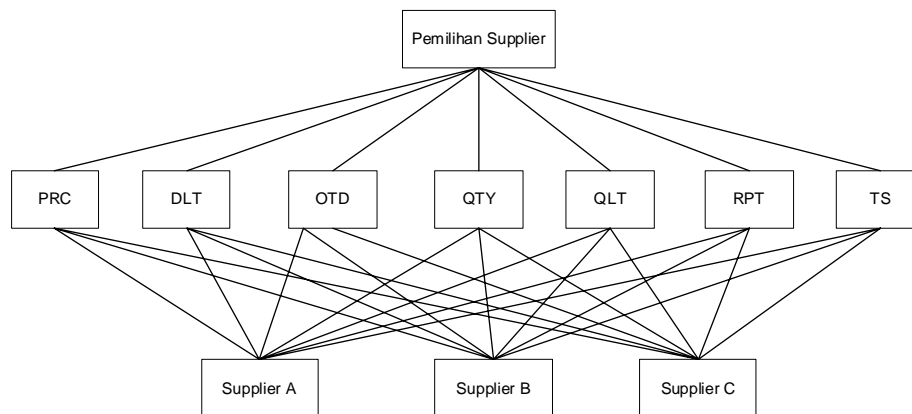 Pemilihan Supplier
PRC
DLT
OTD
QTY
QLT
RPT
TS
Supplier A
Supplier B
Supplier C